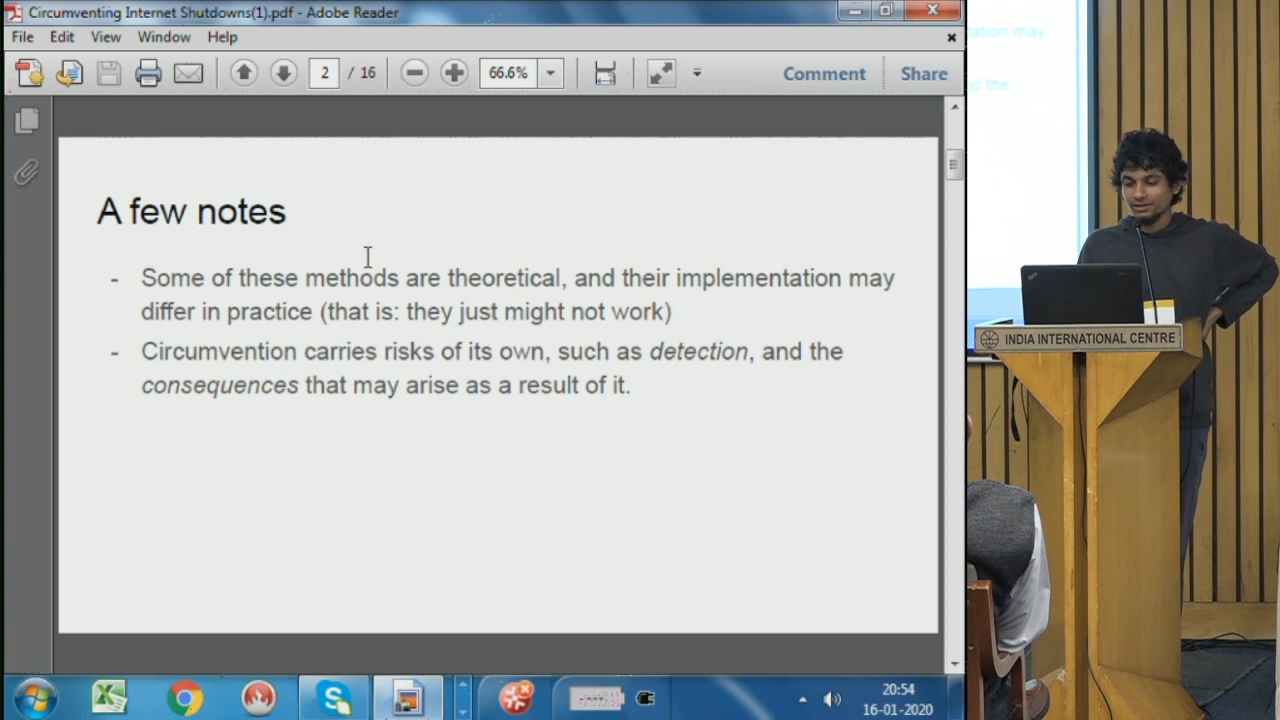 Circumventing Internet Shutdowns(1).pdf - Adobe Reader
File Edit View Window Help
2 / 16 66.6% Comment Share
A few notes
- Some of these methods are theoretical, and their implementation may
differ in practice (that is: they just might not work)
- Circumvention carries risks of its own, such as detection, and the
consequences that may arise as a result of it.
20:54
16-01-2020
tation may
d the
INDIA INTERNATIONAL CENTRE